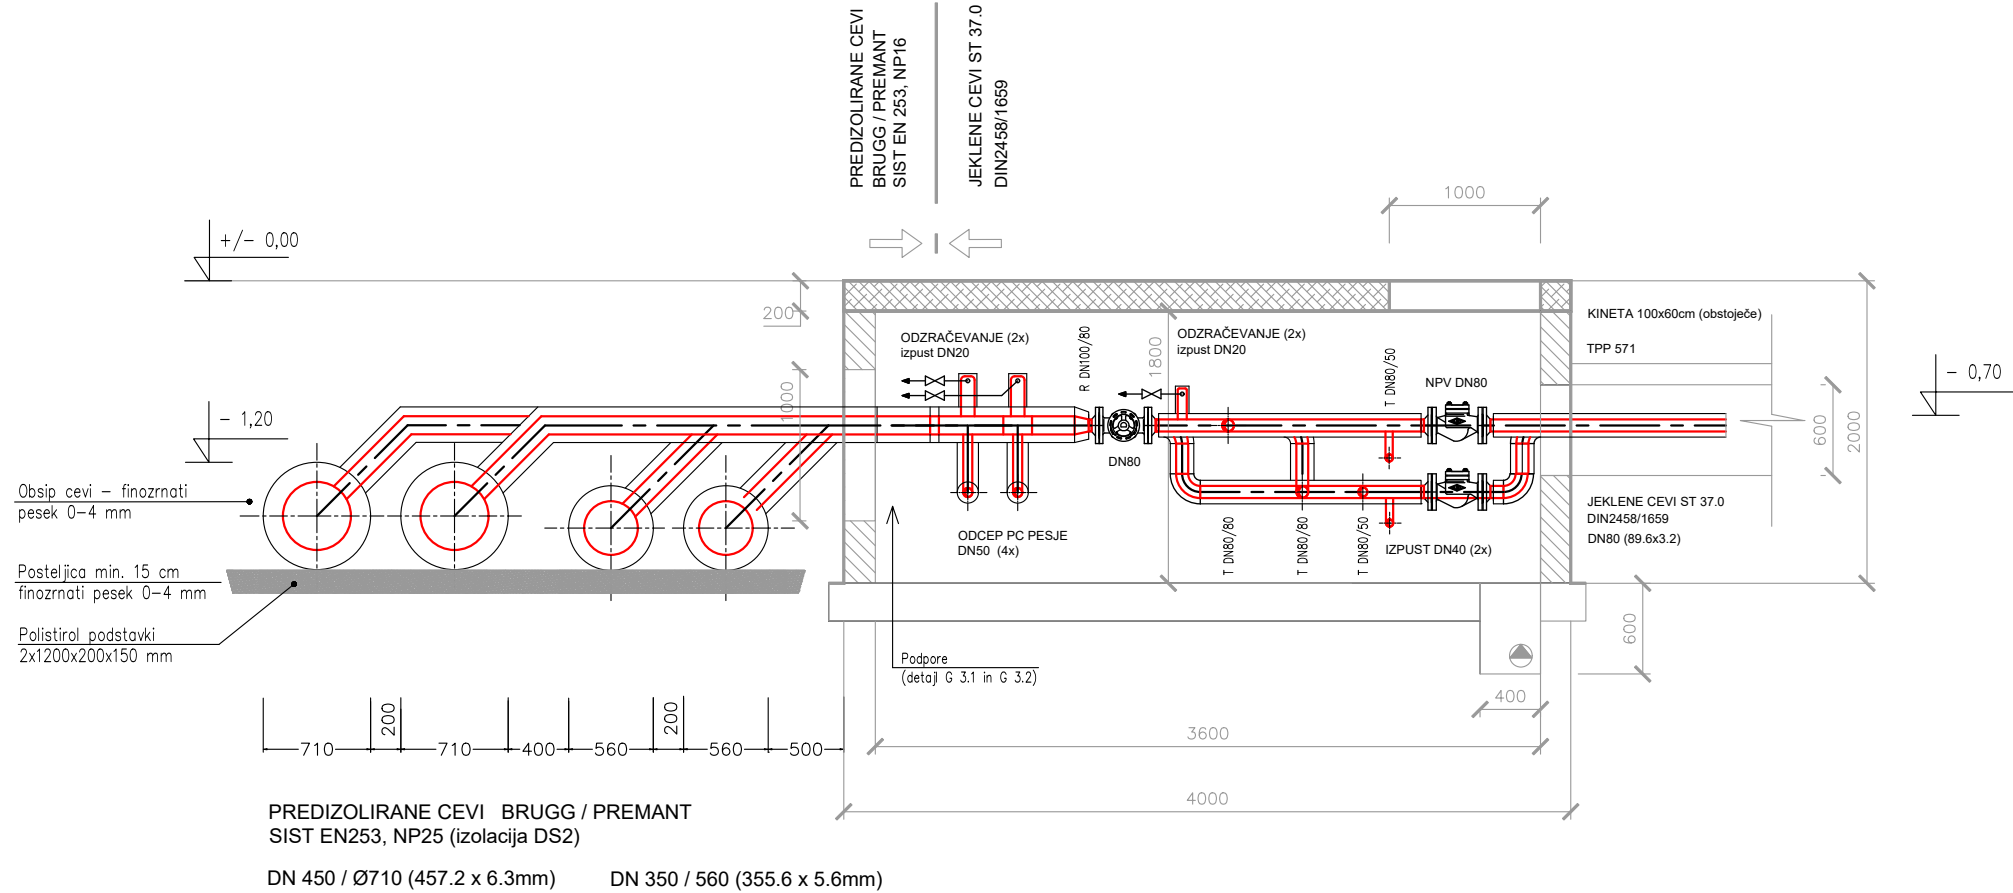 PREDIZOLIRANE CEVI
BRUGG / PREMANT
SIST EN 253, NP16
JEKLENE CEVI ST 37.0
DIN2458/1659
1000
+/- 0,00
200
KINETA 100x60cm (obstoječe)
TPP 571
ODZRAČEVANJE (2x)
izpust DN20
R DN100/80
1800
ODZRAČEVANJE (2x)
izpust DN20
T DN80/50
NPV DN80
- 0,70
- 1,20
1000
600
2000
DN80
Obsip cevi – finozrnati
pesek 0–4 mm
ODCEP PC PESJE
DN50 (4x)
T DN80/80
T DN80/80
T DN80/50
IZPUST DN40 (2x)
JEKLENE CEVI ST 37.0
DIN2458/1659
DN80 (89.6x3.2)
Posteljica min. 15 cm
finozrnati pesek 0–4 mm
Polistirol podstavki
2x1200x200x150 mm
600
Podpore
(detajl G 3.1 in G 3.2)
400
710
200
710
400
560
200
560
500
3600
4000
PREDIZOLIRANE CEVI BRUGG / PREMANT
SIST EN253, NP25 (izolacija DS2)
DN 450 / Ø710 (457.2 x 6.3mm)
DN 350 / 560 (355.6 x 5.6mm)